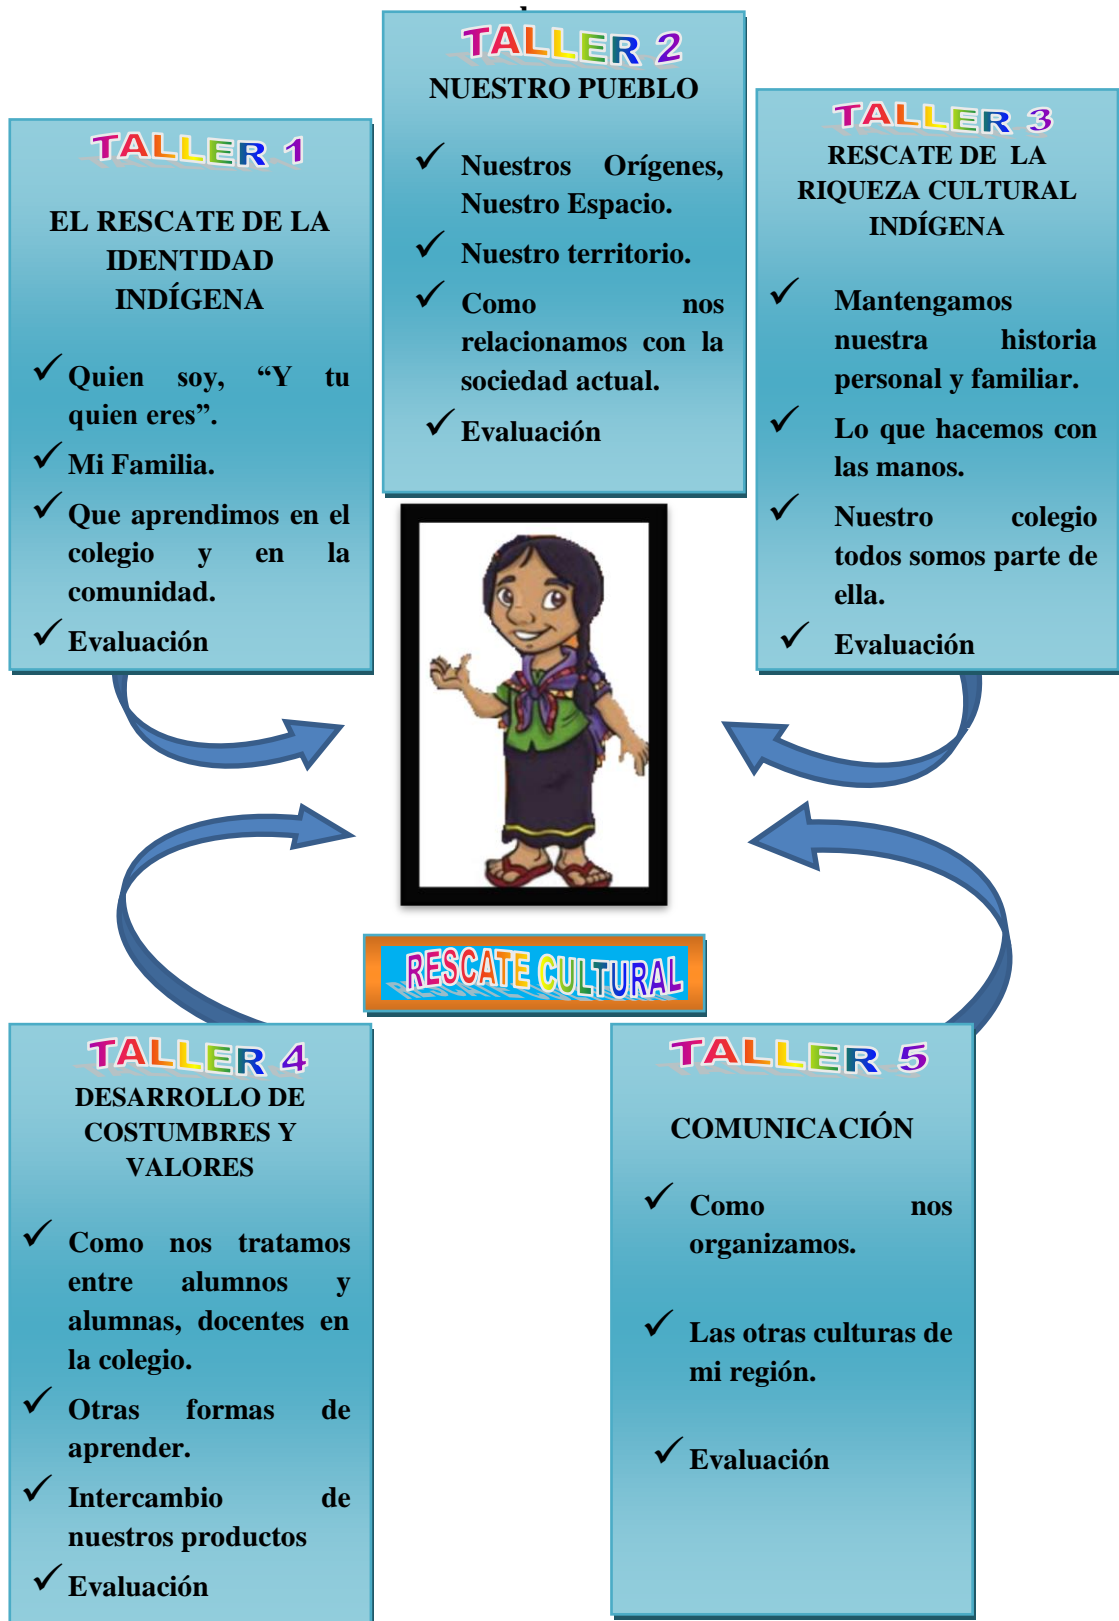 TALLER 1
EL RESCATE DE LA
IDENTIDAD
INDÍGENA
Quien soy, “Y tu
quien eres”.
Mi Familia.
Que aprendimos en el
colegio y en la
comunidad.
Evaluación
TALLER 2
NUESTRO PUEBLO
Nuestros Orígenes,
Nuestro Espacio.
Nuestro territorio.
Como nos
relacionamos con la
sociedad actual.
Evaluación
TALLER 3
RESCATE DE LA
RIQUEZA CULTURAL
INDÍGENA
Mantengamos
nuestra historia
personal y familiar.
Lo que hacemos con
las manos.
Nuestro colegio
todos somos parte de
ella.
Evaluación
RESCATE CULTURAL
TALLER 4
DESARROLLO DE
COSTUMBRES Y
VALORES
Como nos tratamos
entre alumnos y
alumnas, docentes en
la colegio.
Otras formas de
aprender.
Intercambio de
nuestros productos
Evaluación
TALLER 5
COMUNICACIÓN
Como nos
organizamos.
Las otras culturas de
mi región.
Evaluación